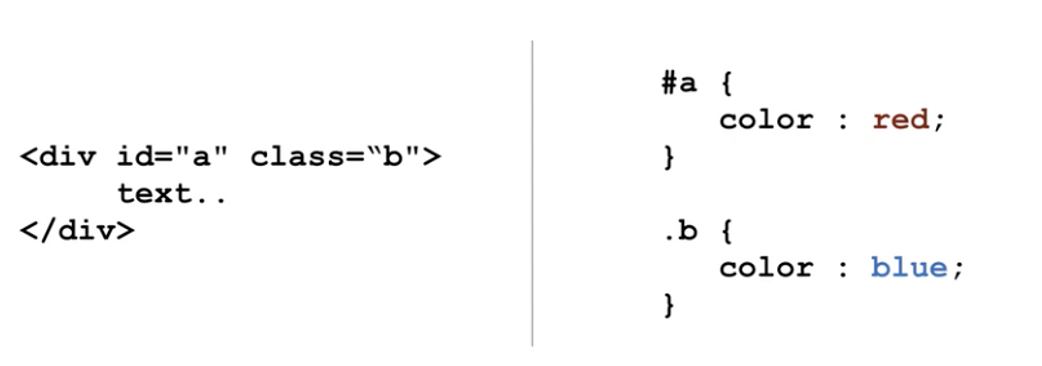 <div id="a" class=‟b">
text..
</div>
#a {
color : red;
}
.b {
color : blue;
}